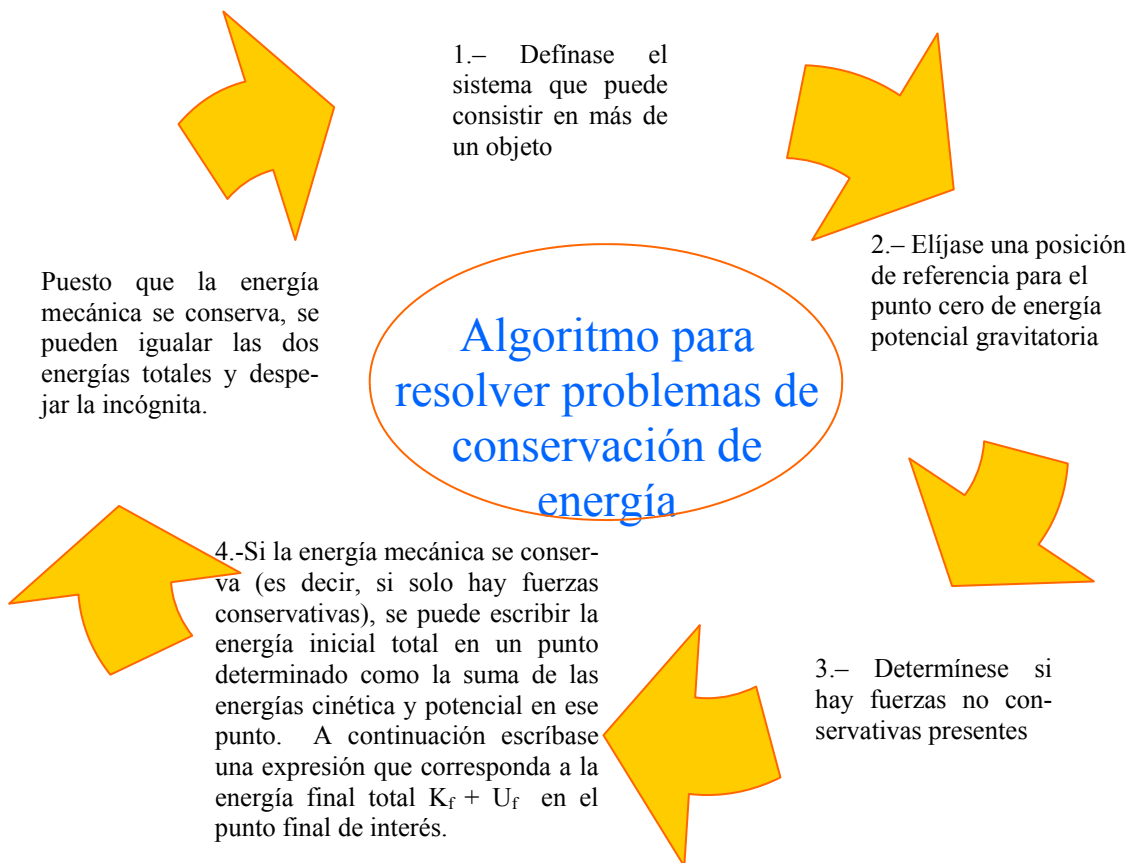 1.– Defínase el
sistema que puede
consistir en más de
un objeto
2.– Elíjase una posición
de referencia para el
punto cero de energía
potencial gravitatoria
Puesto que la energía
mecánica se conserva, se
pueden igualar las dos
energías totales y despe-
jar la incógnita.
Algoritmo para
resolver problemas de
conservación de
energía
4.-Si la energía mecánica se conser-
va (es decir, si solo hay fuerzas
conservativas), se puede escribir la
energía inicial total en un punto
determinado como la suma de las
energías cinética y potencial en ese
punto. A continuación escríbase
una expresión que corresponda a la
energía final total Kf + Uf en el
punto final de interés.
3.– Determínese si
hay fuerzas no con-
servativas presentes